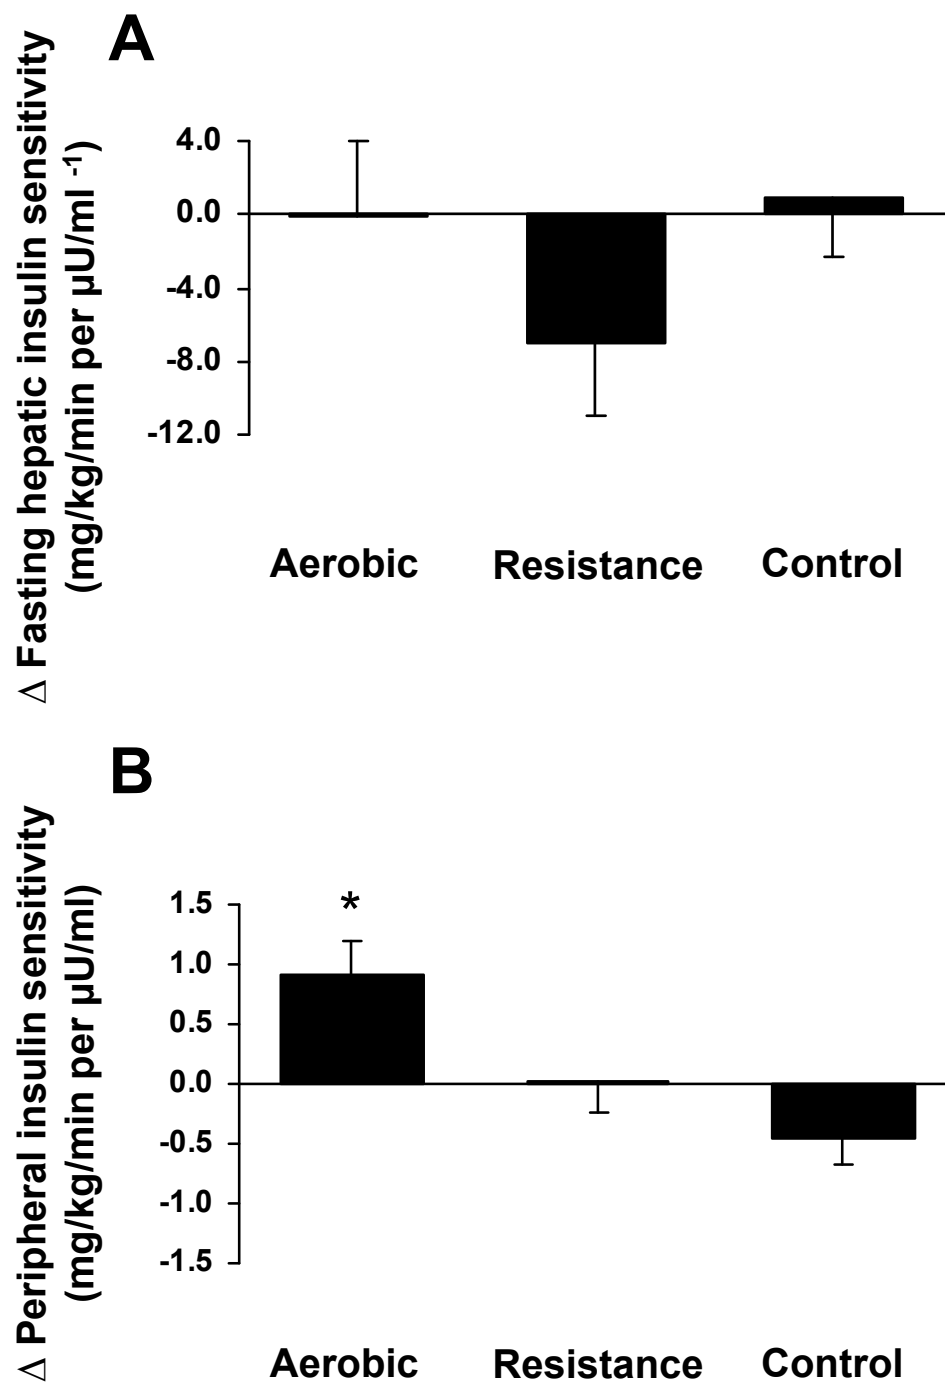 A
Δ Fasting hepatic insulin sensitivity
(mg/kg/min per µU/ml -1)
4.0
0.0
-4.0
-8.0
-12.0
Aerobic Resistance Control
B
Δ Peripheral insulin sensitivity
(mg/kg/min per µU/ml)
1.5
*
1.0
0.5
0.0
-0.5
-1.0
-1.5
Aerobic Resistance Control